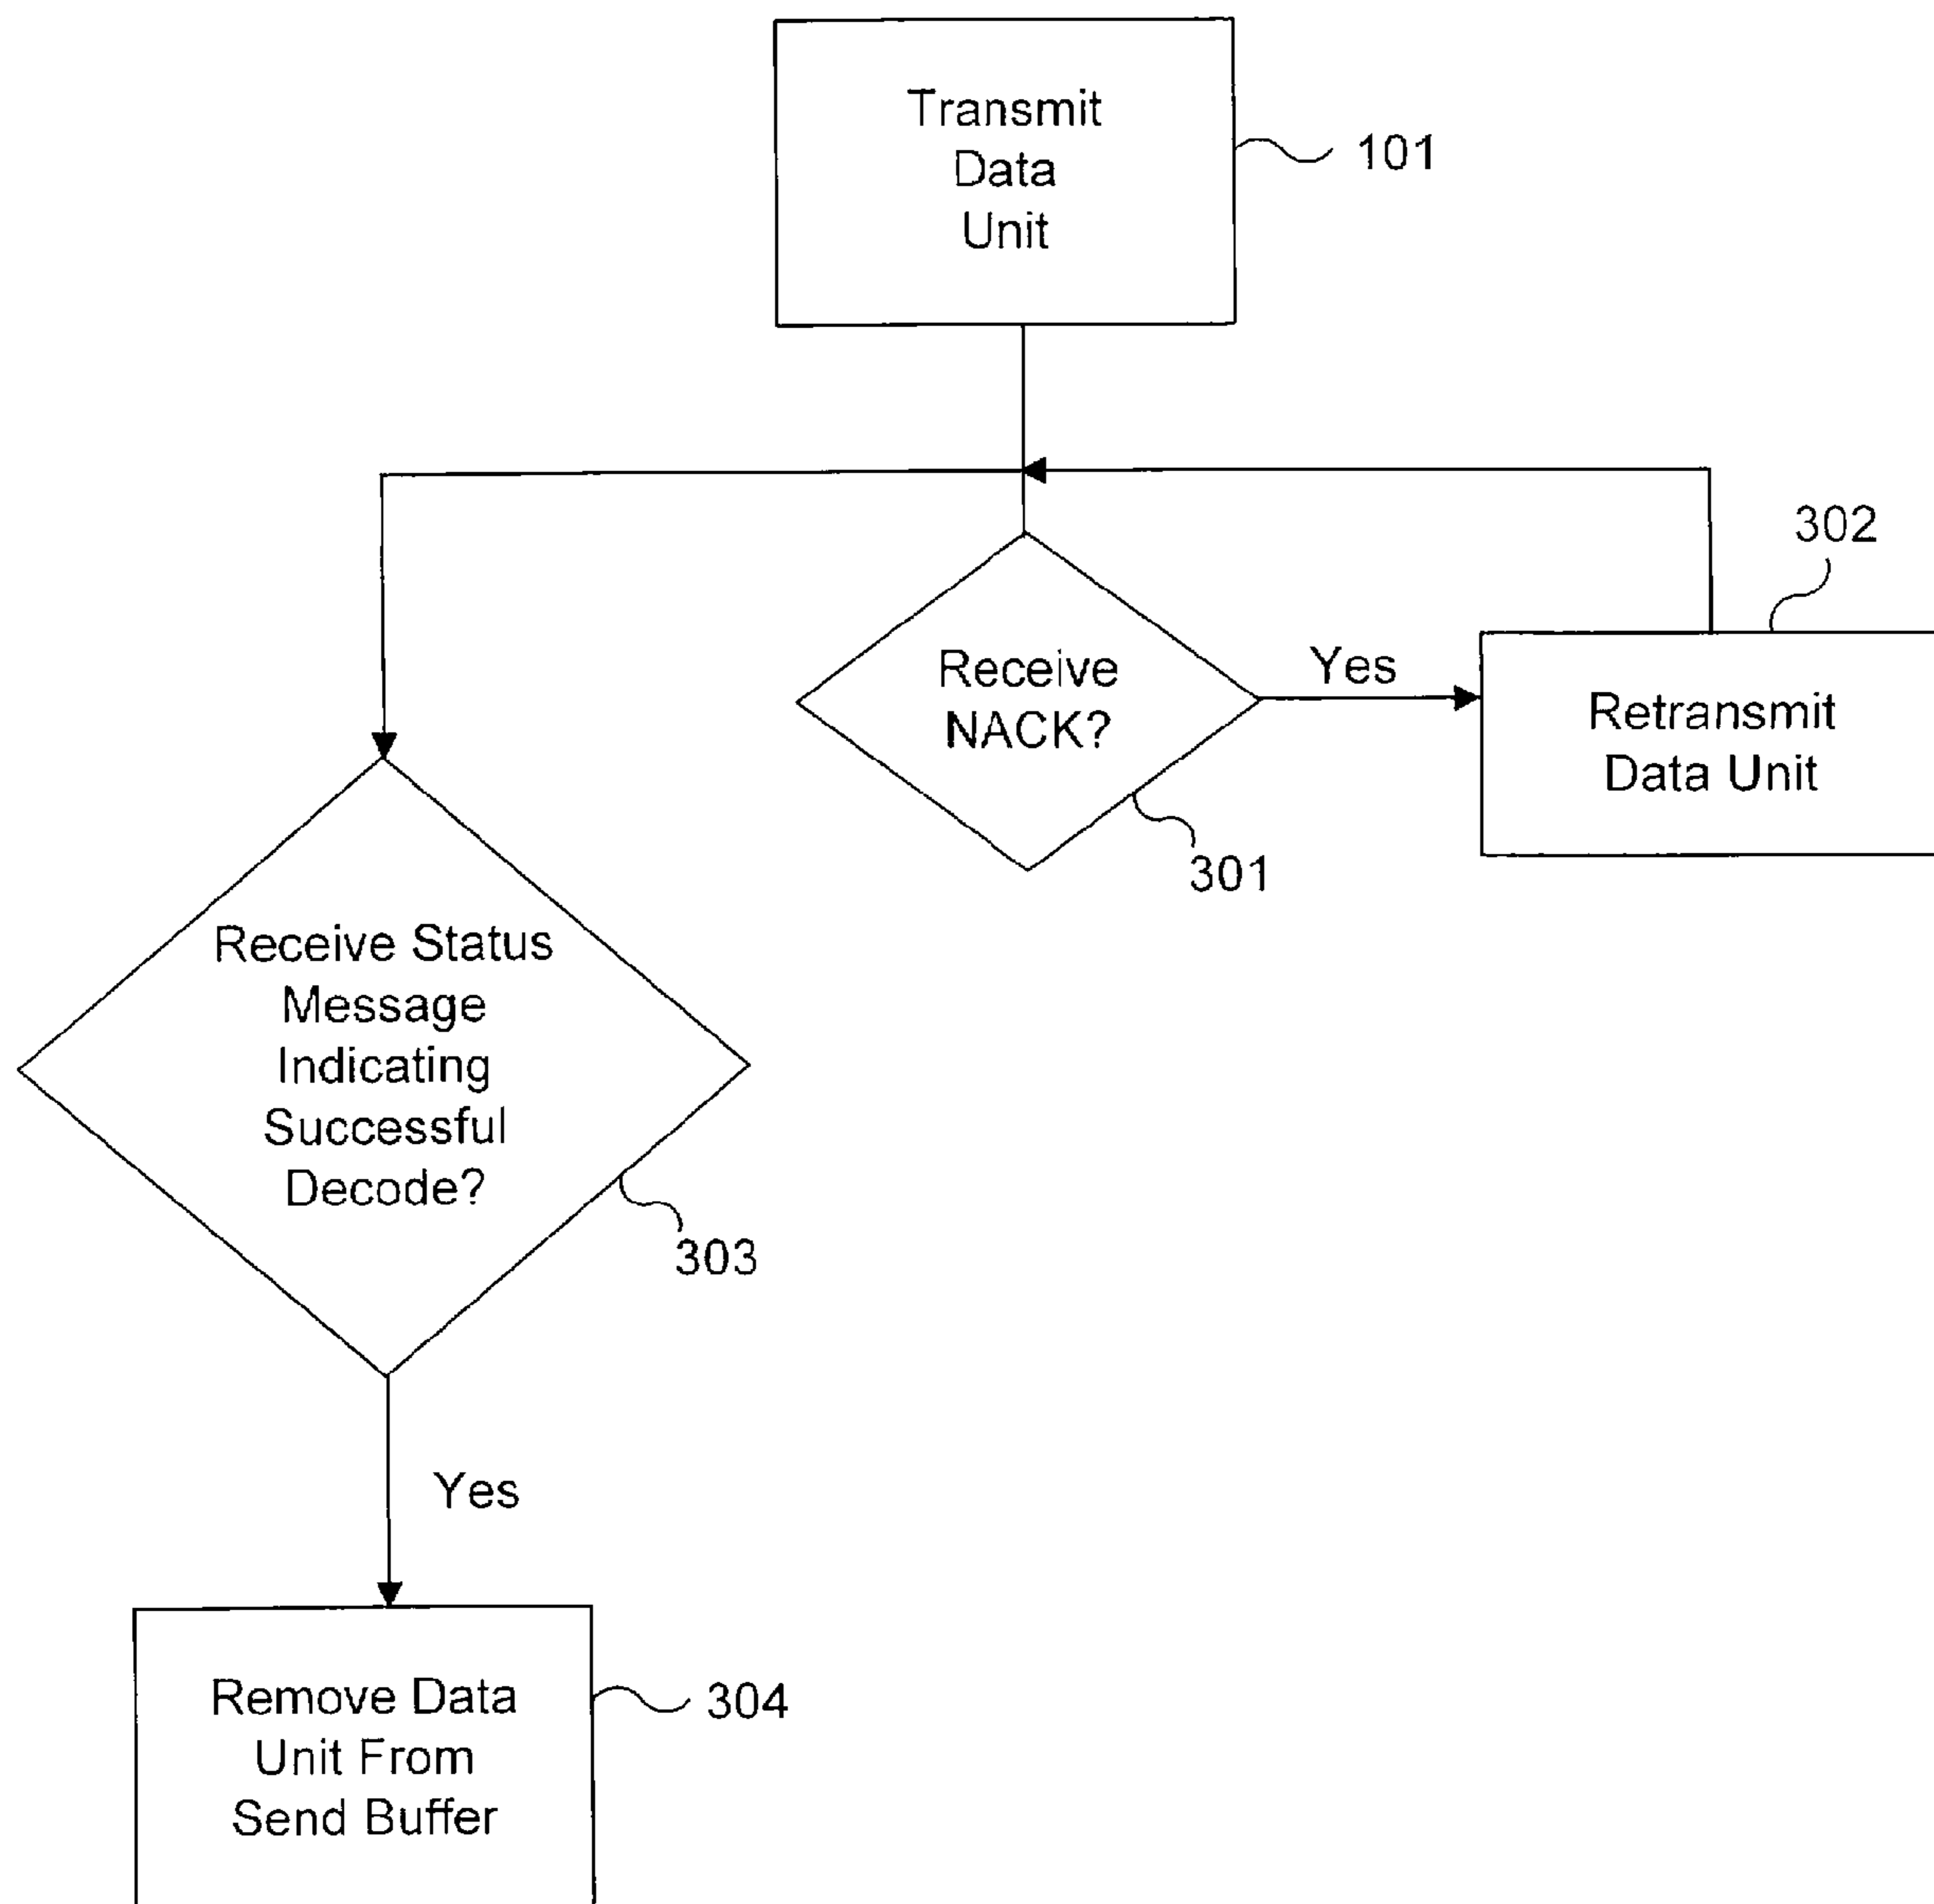 Transmit
Data
Unit
101
302
Receive
NACK?
Yes
Retransmit
Data Unit
301
Receive Status
Message
Indicating
Successful
Decode?
303
Yes
Remove Data
Unit From
Send Buffer
304